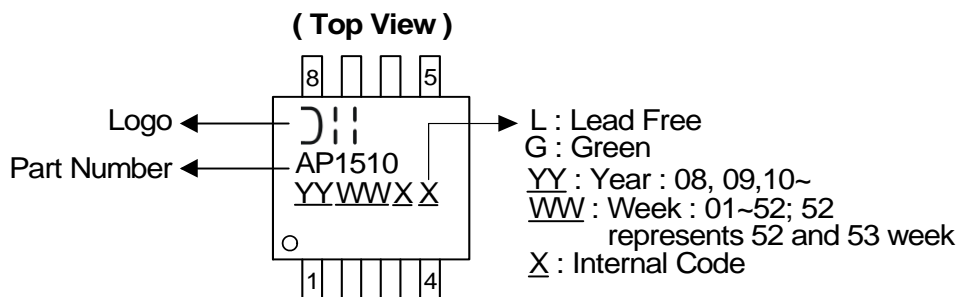 ( Top View )
8 5
Logo
AP1510
Part Number
YYWWX X
1 4
L : Lead Free
G : Green
YY : Year : 08, 09,10~
WW : Week : 01~52; 52
represents 52 and 53 week
X : Internal Code